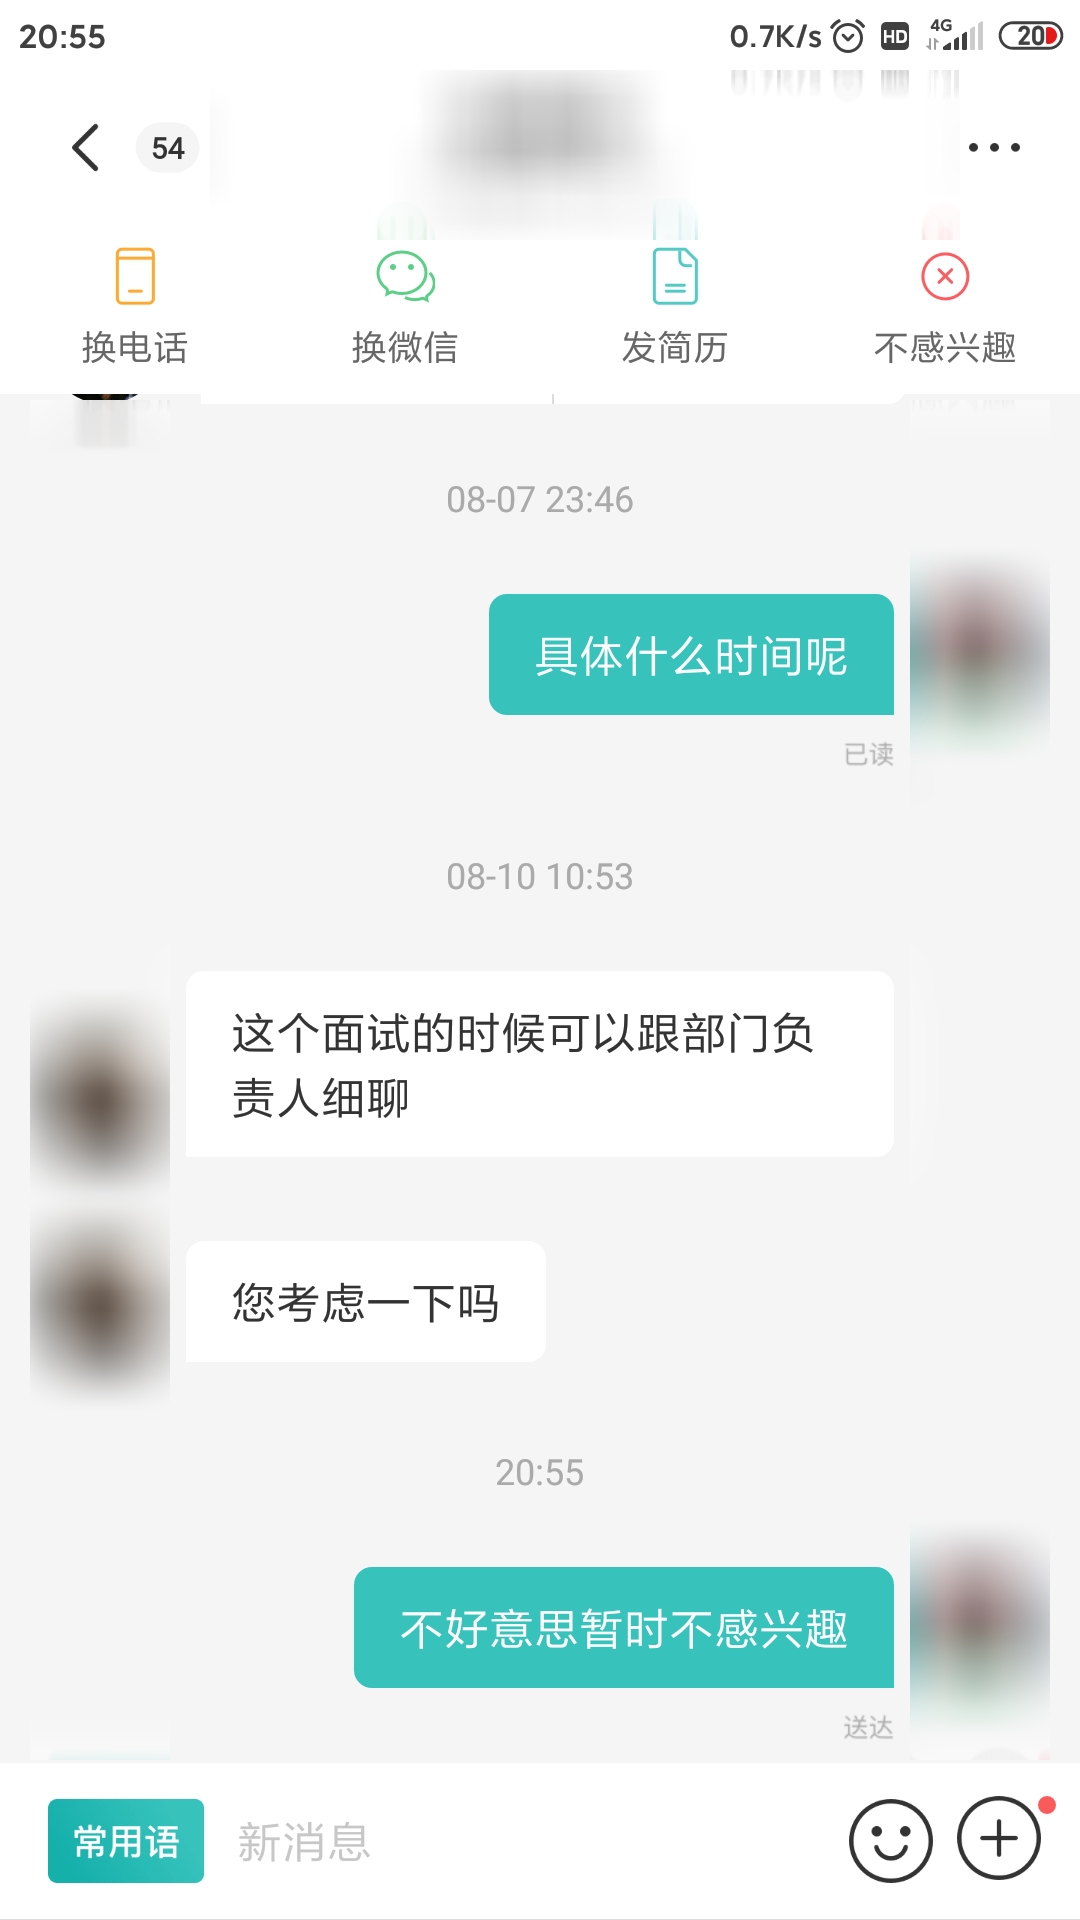 20:55
0.7K/s
HD
4G
20
54
换电话
换微信
发简历
不感兴趣
08-07 23:46
具体什么时间呢
已读
08-10 10:53
这个面试的时候可以跟部门负
责人细聊
您考虑一下吗
20:55
不好意思暂时不感兴趣
送达
常用语
新消息